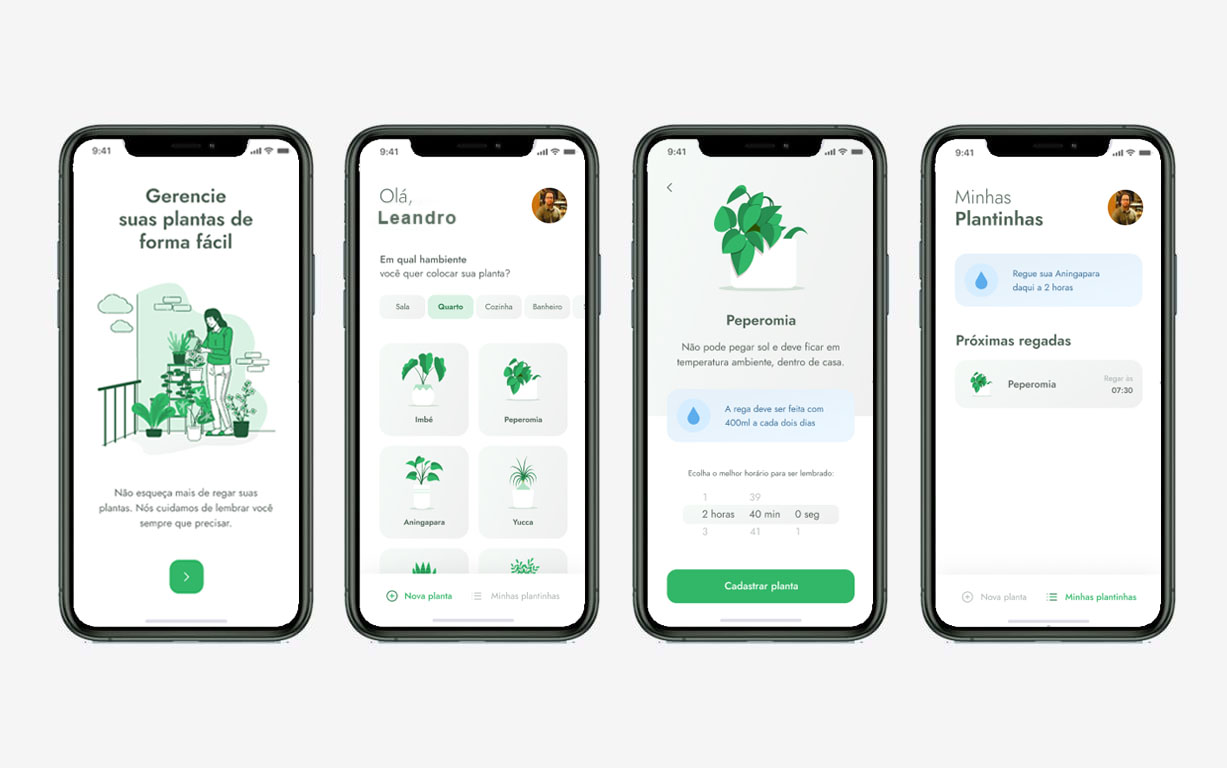 9:41
Gerencie
suas plantas de
forma fácil
Não esqueça mais de regar suas
plantas. Nós cuidamos de lembrar você
sempre que precisar.
9:41
Olá,
Leandro
Em qual hambiente
você quer colocar sua planta?
Sala Quarto Cozinha Banheiro
Imbé Peperomia
Aningapara Yucca
Nova planta Minhas plantinhas
9:41
Peperomia
Não pode pegar sol e deve ficar em
temperatura ambiente, dentro de casa.
A rega deve ser feita com
400ml a cada dois dias
Ecolha o melhor horário para ser lembrado:
1 39
2 horas 40 min 0 seg
3 41 1
Cadastrar planta
9:41
Minhas
Plantinhas
Regue sua Aningapara
daqui a 2 horas
Próximas regadas
Peperomia
Regar às
07:30
Nova planta Minhas plantinhas